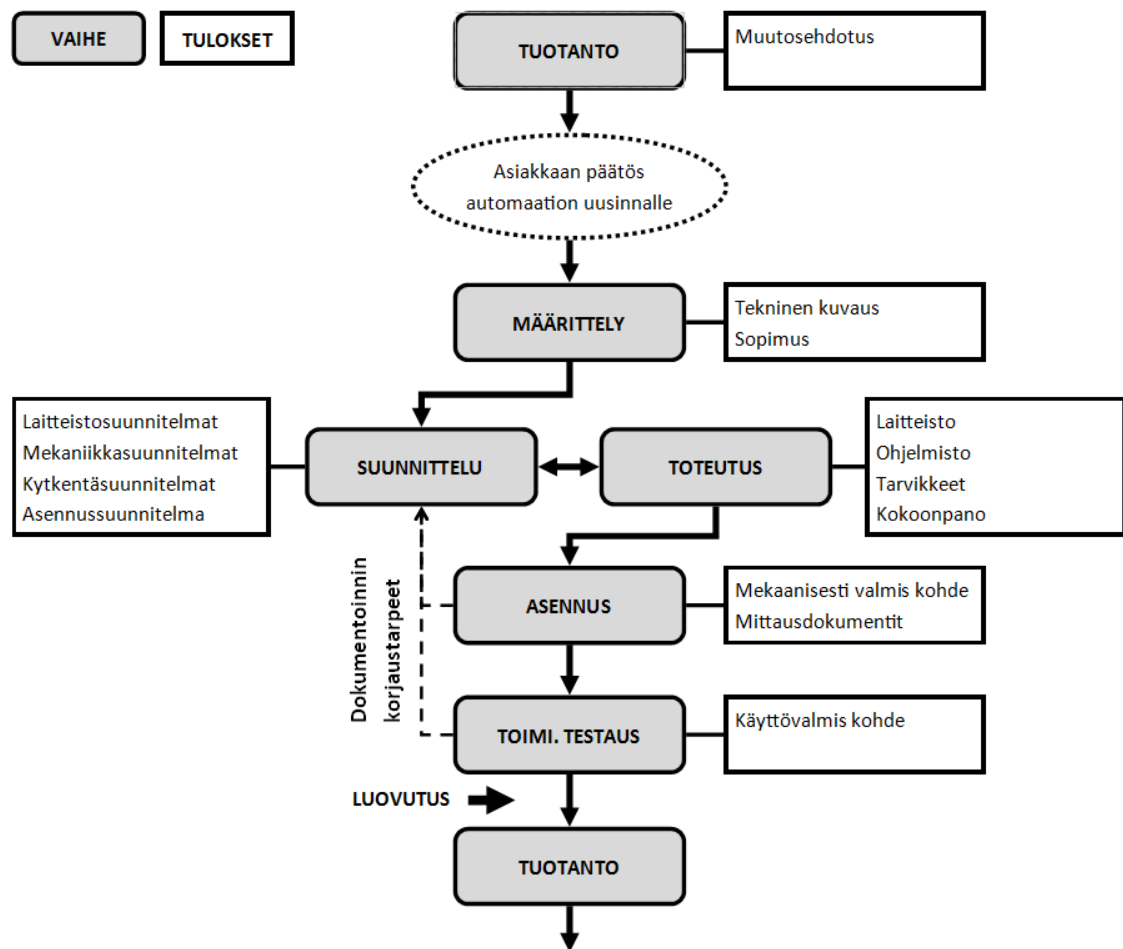 VAIHE
TULOKSET
TUOTANTO
Muutosehdotus
Asiakkaan päätös
automaation uusinnalle
MÄÄRITTELY
Tekninen kuvaus
Sopimus
Laitteistosuunnitelmat
Mekaniikkasuunnitelmat
Kytkentäsuunnitelmat
Asennussuunnitelma
SUUNNITTELU
TOTEUTUS
Laitteisto
Ohjelmisto
Tarvikkeet
Kokoonpano
Dokumentoinnin
korjaustarpeet
ASENNUS
Mekaanisesti valmis kohde
Mittausdokumentit
TOIMI. TESTAUS
Käyttövalmis kohde
LUOVUTUS
TUOTANTO